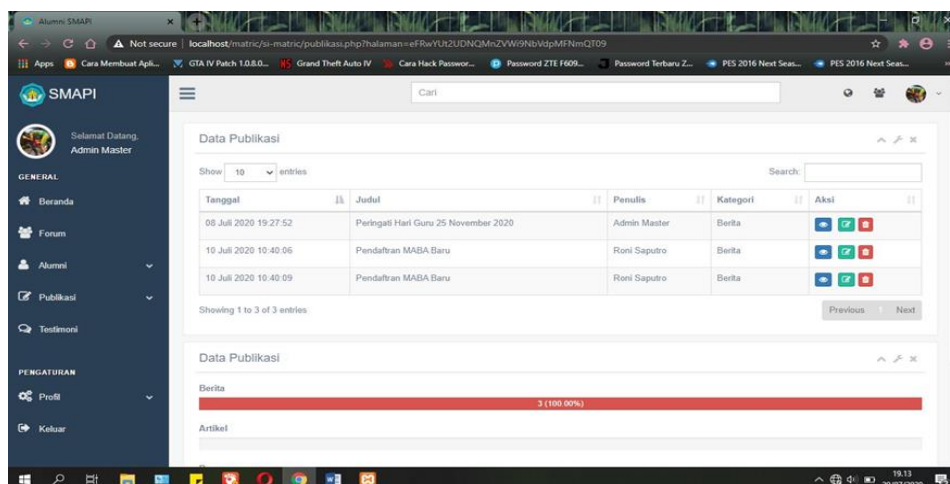 Alumni SMAPI
Not secure | localhost/matric/si-matric/publikasi.php?halaman=eFRwYUt2UDNQMnZVWi9NbVdpMFNmQT09
Apps Cara Membuat Apli... GTA IV Patch 1.0.8.0... Grand Theft Auto IV Cara Hack Passwor... Password ZTE F609... Password Terbaru Z... PES 2016 Next Seas... PES 2016 Next Seas...
SMAPI
Cari
Selamat Datang,
Admin Master
GENERAL
Beranda
Forum
Alumni
Publikasi
Testimoni
PENGATURAN
Profil
Keluar
Data Publikasi
Show 10 entries Search:
Tanggal Judul Penulis Kategori Aksi
08 Juli 2020 19:27:52 Peringati Hari Guru 25 November 2020 Admin Master Berita
10 Juli 2020 10:40:06 Pendaftran MABA Baru Roni Saputro Berita
10 Juli 2020 10:40:09 Pendaftran MABA Baru Roni Saputro Berita
Showing 1 to 3 of 3 entries Previous 1 Next
Data Publikasi
Berita
3 (100.00%)
Artikel
19.13